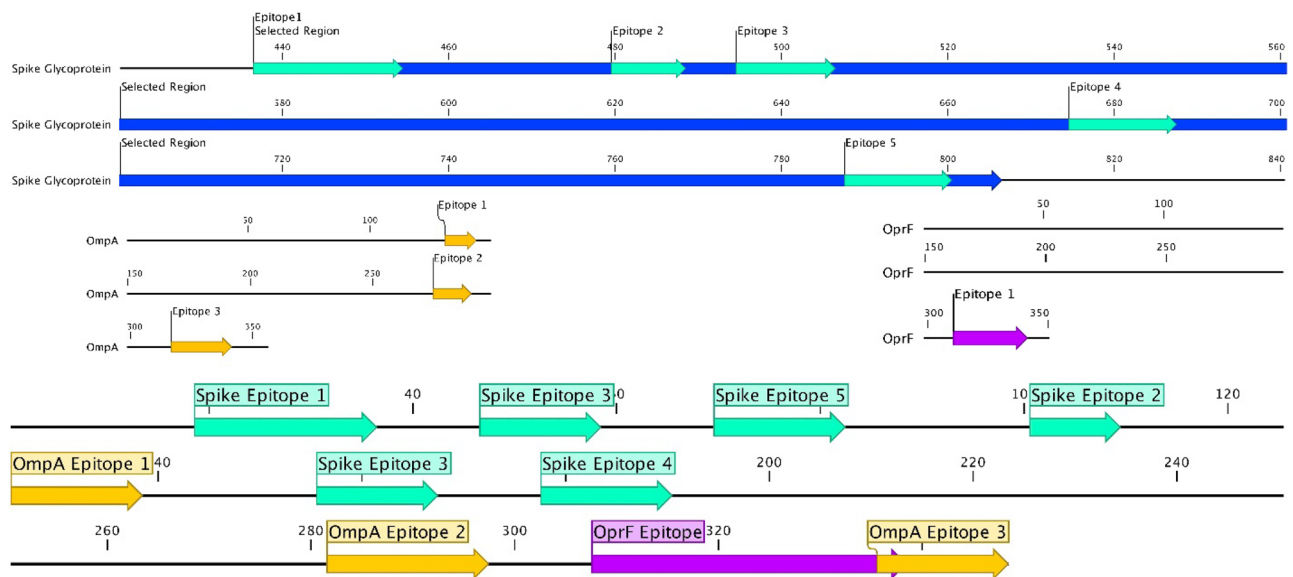 Epitope1
Selected Region
Epitope 2
Epitope 3
440 460 480 500 520 540 560
Spike Glycoprotein
Selected Region
Epitope 4
580 600 620 640 660 680 700
Spike Glycoprotein
Selected Region
Epitope 5
720 740 760 780 800 820 840
Spike Glycoprotein
Epitope 1
50 100
OmpA
50 100
OprF
Epitope 2
150 200 250
OmpA
150 200 250
OprF
Epitope 3
300 350
OmpA
Epitope 1
300 350
OprF
Spike Epitope 1 40 Spike Epitope 3 Spike Epitope 5 Spike Epitope 2 120
OmpA Epitope 1 Spike Epitope 3 Spike Epitope 4 200 220 240
260 280 OmpA Epitope 2 300 OprF Epitope 320 OmpA Epitope 3